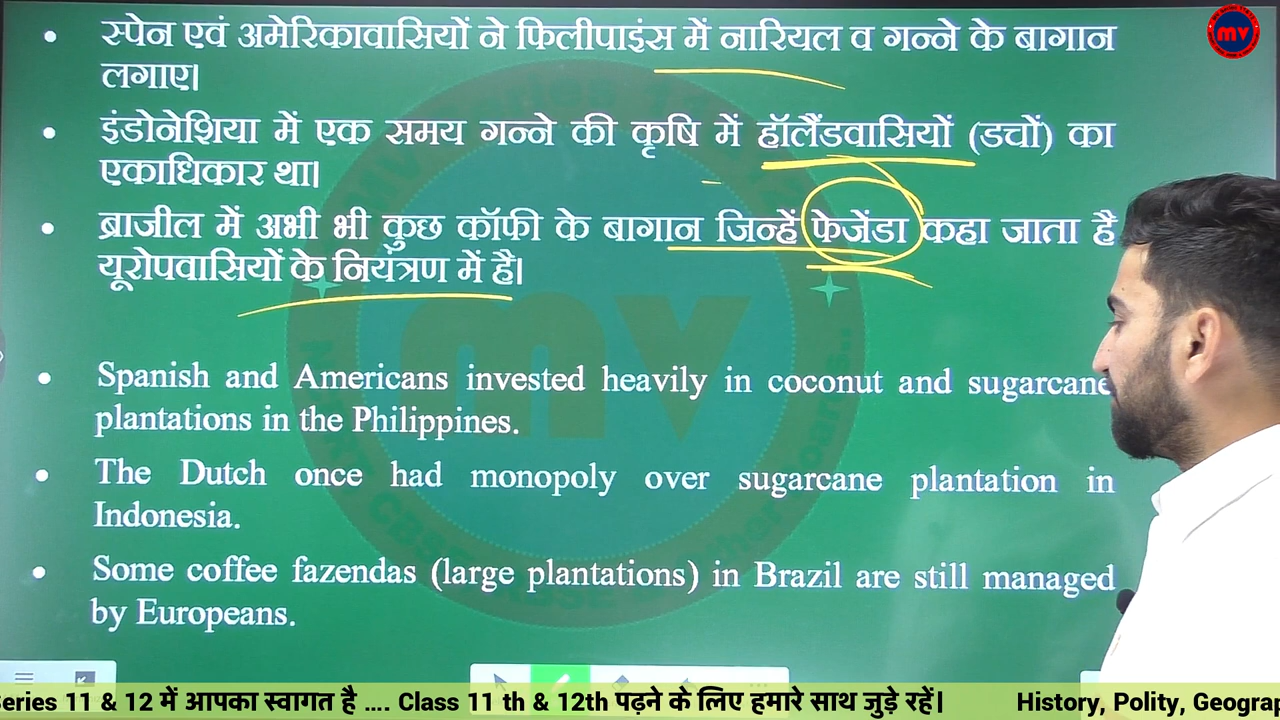 • स्पेन एवं अमेरिकावासियों ने फिलीपाइंस में नारियल व गन्ने के बागान
लगाए।
• इंडोनेशिया में एक समय गन्ने की कृषि में हॉलैंडवासियों (डचों) का
एकाधिकार था।
• ब्राजील में अभी भी कुछ कॉफी के बागान जिन्हें फेजेंडा कहा जाता है
यूरोपवासियों के नियंत्रण में है।
• Spanish and Americans invested heavily in coconut and sugarcane
plantations in the Philippines.
• The Dutch once had monopoly over sugarcane plantation in
Indonesia.
• Some coffee fazendas (large plantations) in Brazil are still managed
by Europeans.
mv
mv
eries 11 & 12 में आपका स्वागत है .... Class 11 th & 12th पढ़ने के लिए हमारे साथ जुड़े रहें। History, Polity, Geograp